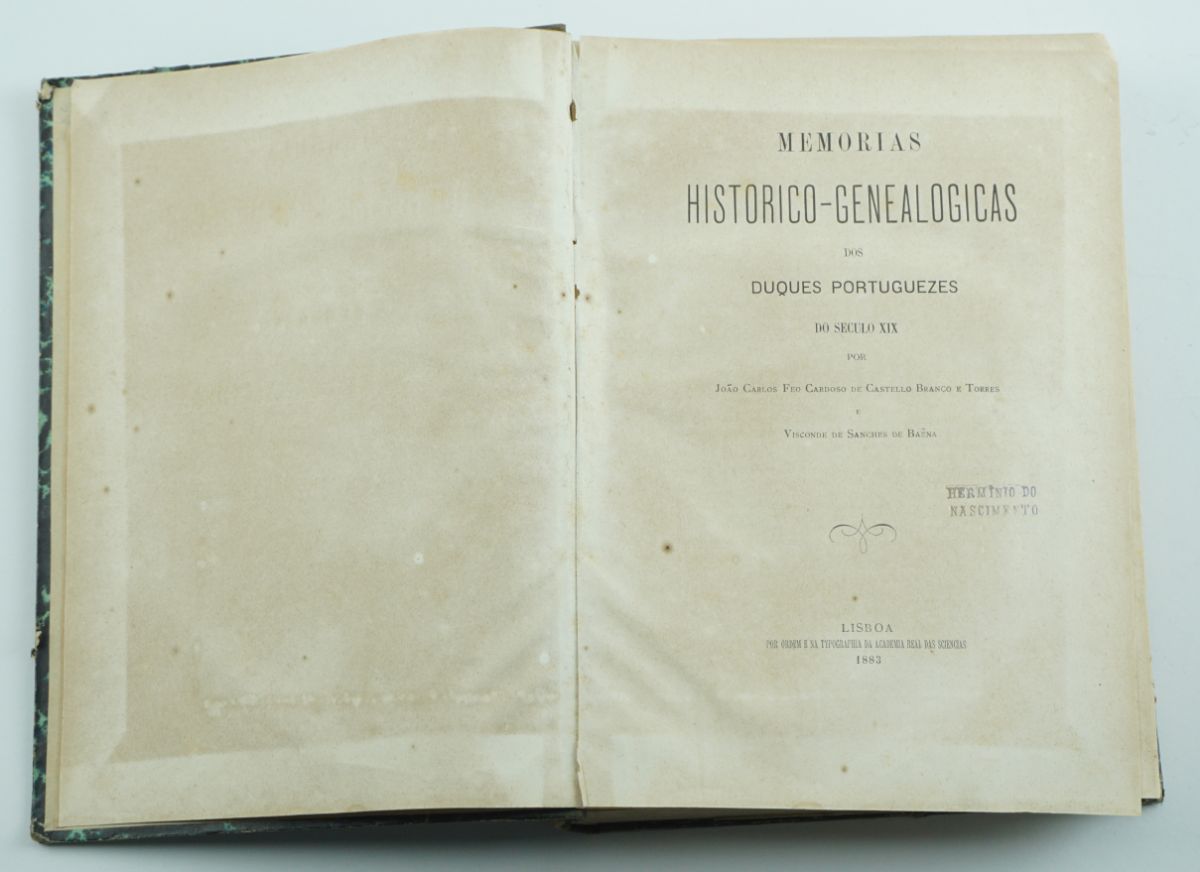 MEMORIAS
HISTORICO-GENEALOGICAS
DOS
DUQUES PORTUGUEZES
DO SECULO XIX
POR
João Carlos Feo Cardoso de Castello Branco e Torres
E
Visconde de Sanches de Baêna
HERMÍNIO DO
NASCIMENTO
LISBOA
POR ORDEM E NA TYPOGRAPHIA DA ACADEMIA REAL DAS SCIENCIAS
1883